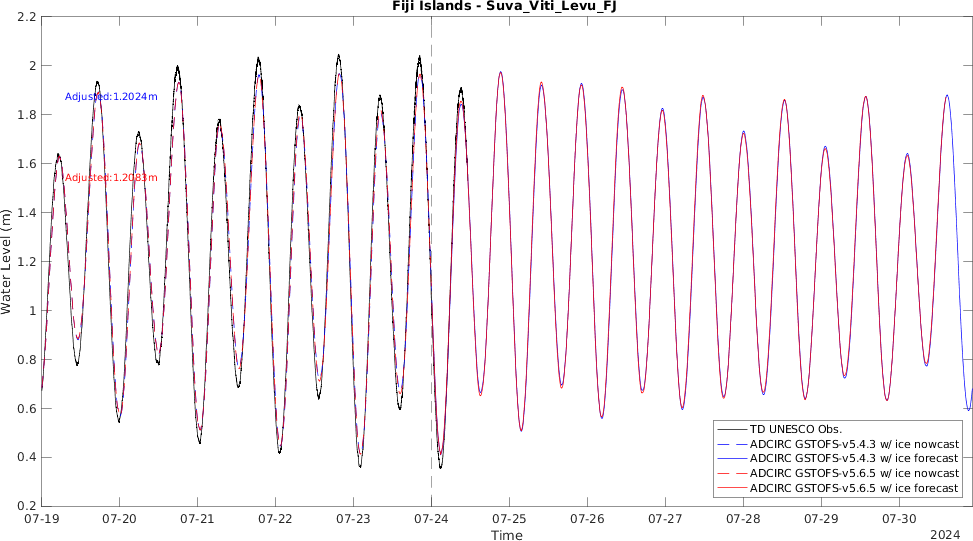 Fiji Islands - Suva_Viti_Levu_FJ
2.2
2
1.8
1.6
1.4
1.2
1
0.8
0.6
0.4
0.2
Water Level (m)
Adjusted:1.2024m
Adjusted:1.2083m
TD UNESCO Obs.
ADCIRC GSTOFS-v5.4.3 w/ ice nowcast
ADCIRC GSTOFS-v5.4.3 w/ ice forecast
ADCIRC GSTOFS-v5.6.5 w/ ice nowcast
ADCIRC GSTOFS-v5.6.5 w/ ice forecast
07-19 07-20 07-21 07-22 07-23 07-24 07-25 07-26 07-27 07-28 07-29 07-30
Time
2024